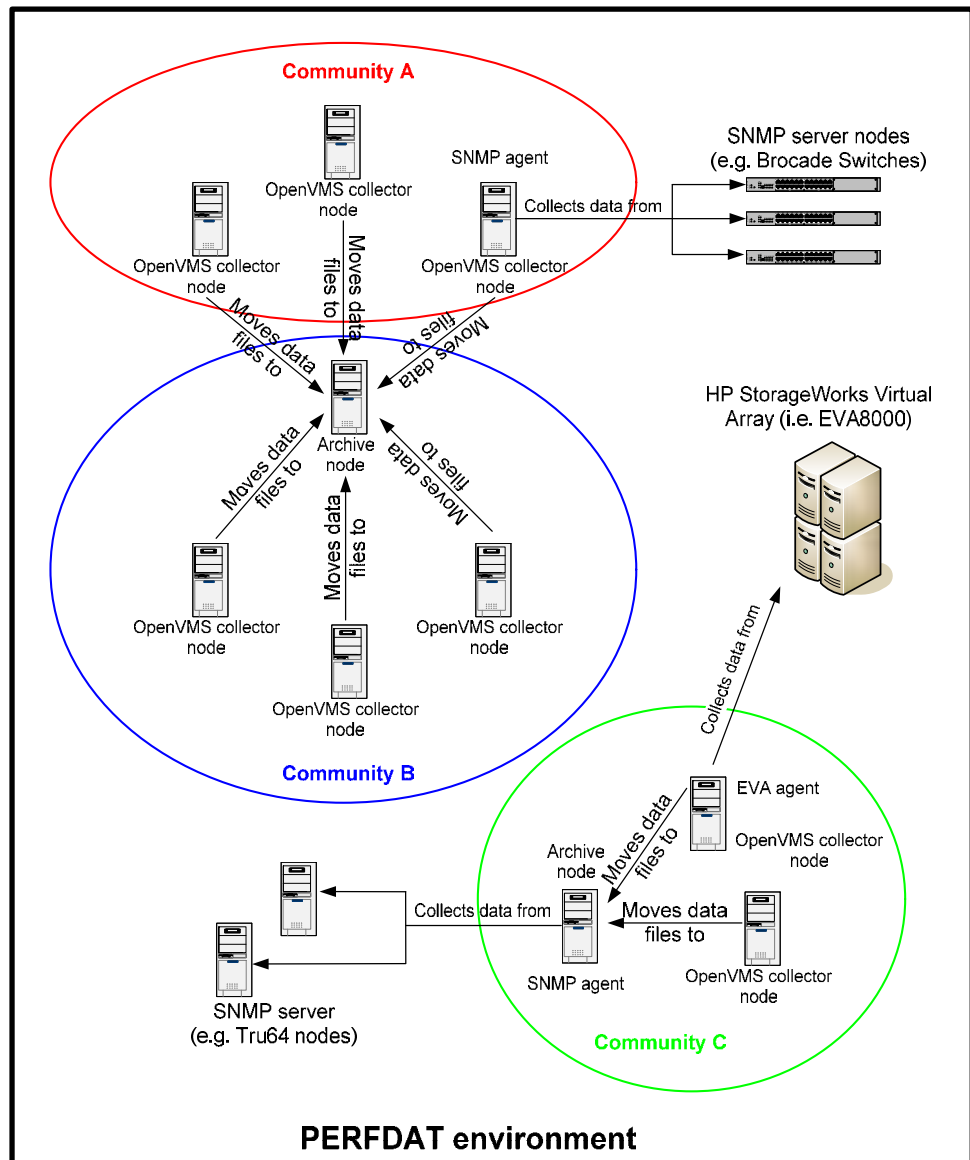 Community A
SNMP agent
SNMP server nodes
(e.g. Brocade Switches)
OpenVMS collector
node
Collects data from
OpenVMS collector
node
OpenVMS collector
node
Moves data
files to
Moves data
files to
Moves data
files to
Archive
node
HP StorageWorks Virtual
Array (i.e. EVA8000)
Moves data
files to
Moves data
files to
Moves data
files to
OpenVMS collector
node
OpenVMS collector
node
OpenVMS collector
node
Community B
Collects data from
EVA agent
OpenVMS collector
node
Moves data
files to
Archive
node
Collects data from
Moves data
files to
SNMP agent
OpenVMS collector
node
SNMP server
(e.g. Tru64 nodes)
Community C
PERFDAT environment